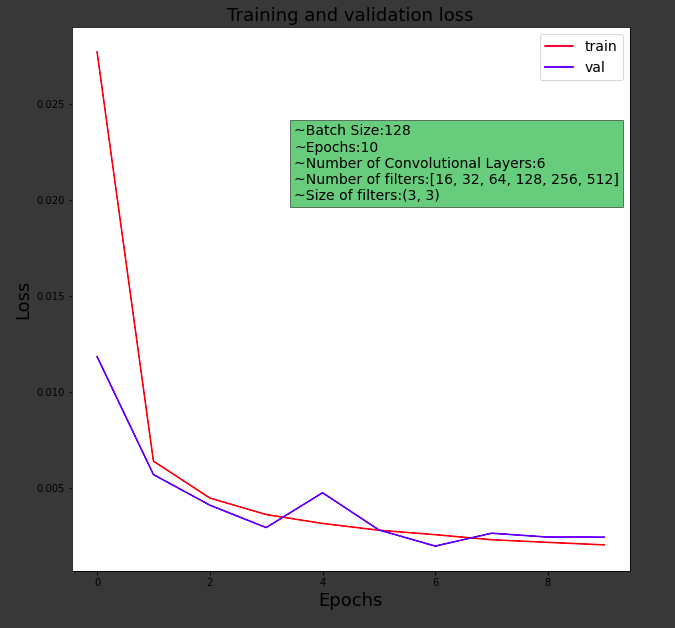 Training and validation loss
train
val
~Batch Size:128
~Epochs:10
~Number of Convolutional Layers:6
~Number of filters:[16, 32, 64, 128, 256, 512]
~Size of filters:(3, 3)
0.025
0.020
0.015
0.010
0.005
Loss
0 2 4 6 8
Epochs